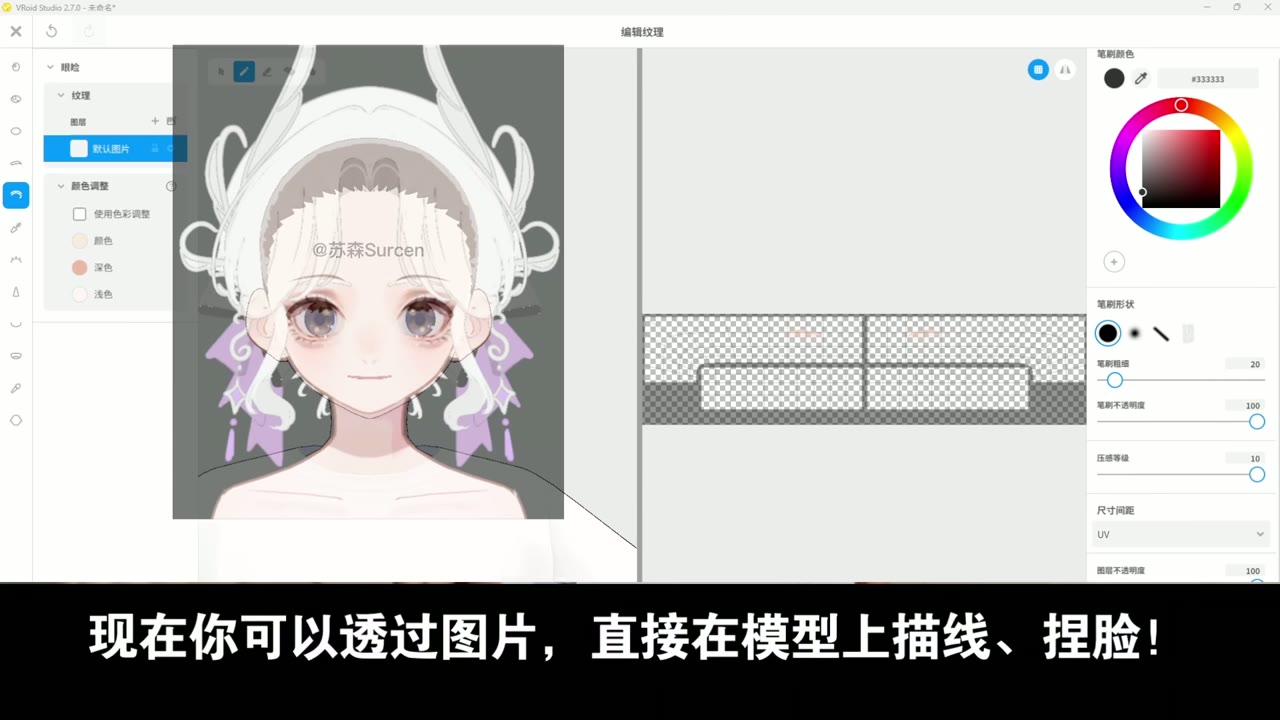 VRoid Studio 2.7.0 - 未命名*
编辑纹理
眼睑
纹理
图层
默认图片
颜色调整
使用色彩调整
颜色
深色
浅色
@苏森Surcen
笔刷颜色
#333333
笔刷形状
笔刷粗细 20
笔刷不透明度 100
压感等级 10
尺寸间距
UV
图层不透明度 100
现在你可以透过图片，直接在模型上描线、捏脸！